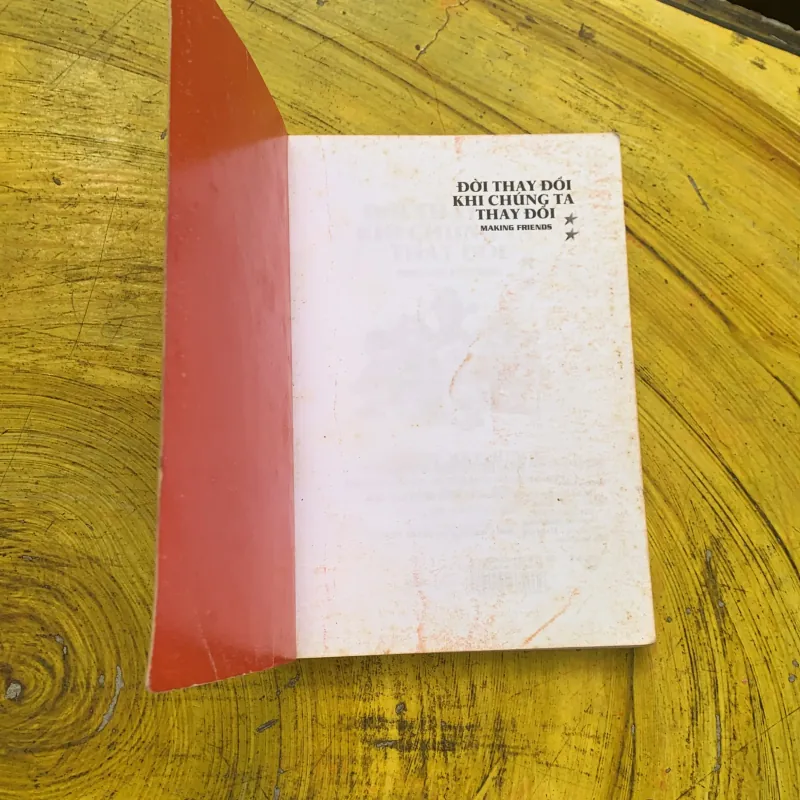 ĐỜI THAY ĐỔI
KHI CHÚNG TA
THAY ĐỔI
MAKING FRIENDS